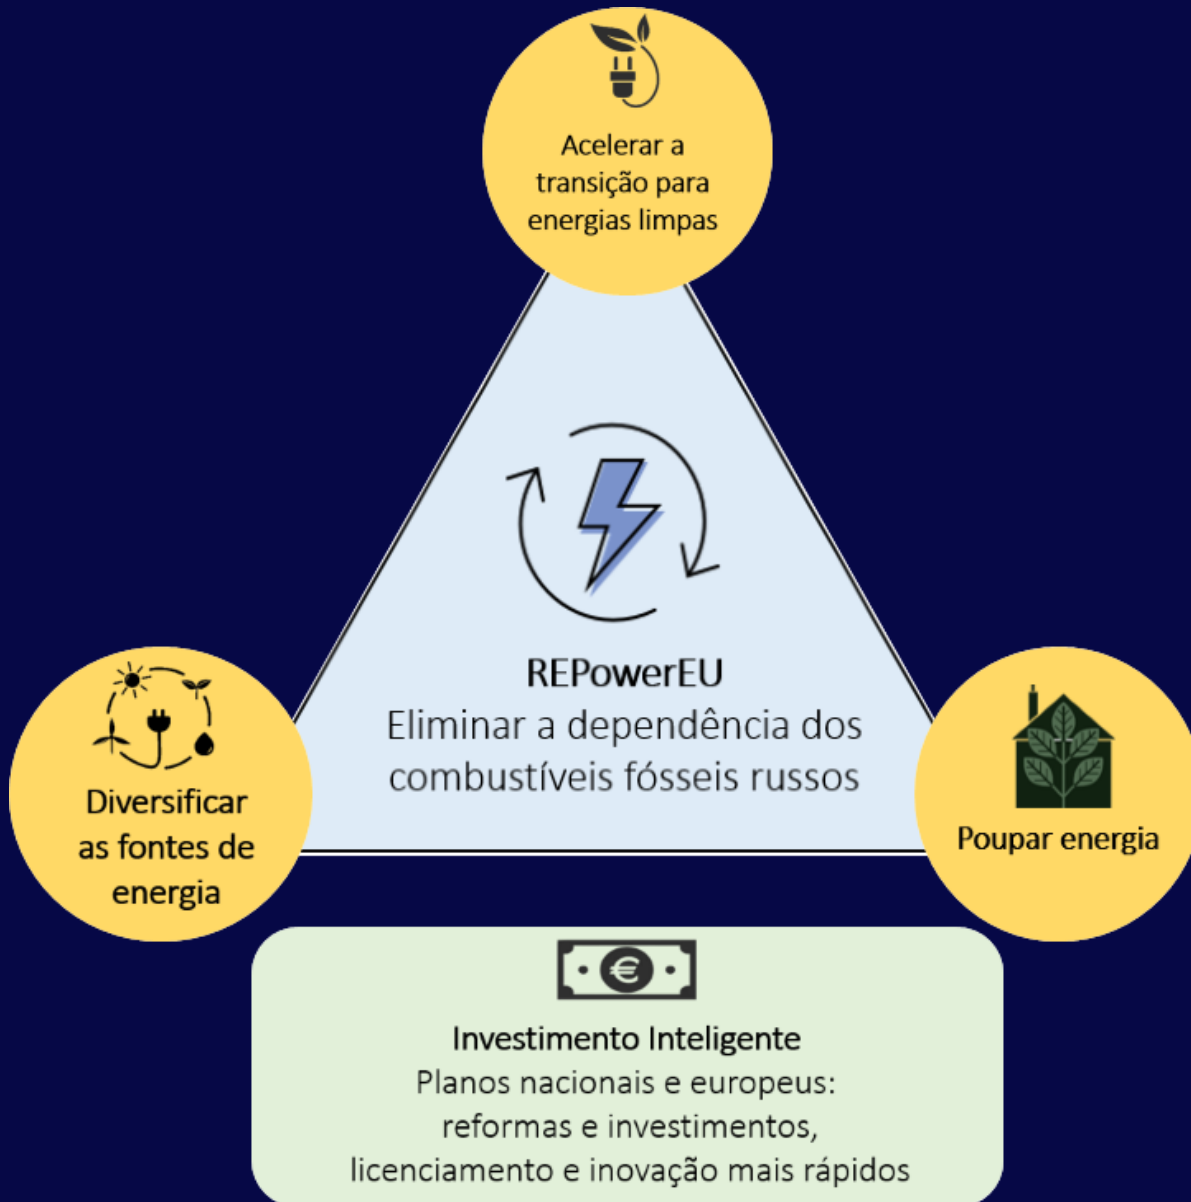 Acelerar a
transição para
energias limpas
REPowerEU
Eliminar a dependência dos
combustíveis fósseis russos
Diversificar
as fontes de
energia
Poupar energia
Investimento Inteligente
Planos nacionais e europeus:
reformas e investimentos,
licenciamento e inovação mais rápidos